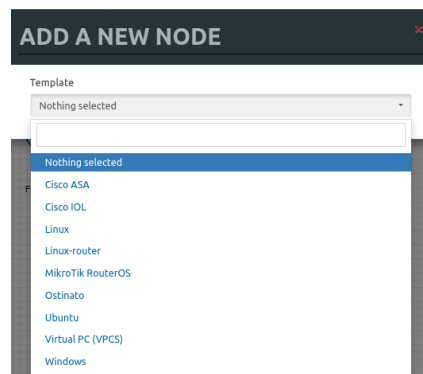 ADD A NEW NODE
Template
Nothing selected
Nothing selected
Cisco ASA
Cisco IOL
Linux
Linux-router
MikroTik RouterOS
Ostinato
Ubuntu
Virtual PC (VPCS)
Windows